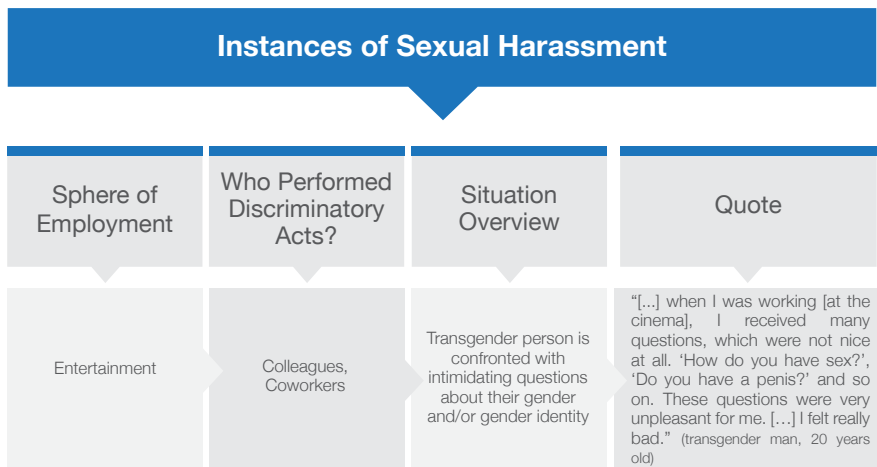 Instances of Sexual Harassment
Sphere of
Employment
Who Performed
Discriminatory
Acts?
Situation
Overview
Quote
Entertainment
Colleagues,
Coworkers
Transgender person is
confronted with
intimidating questions
about their gender
and/or gender identity
“[...] when I was working [at the
cinema], I received many
questions, which were not nice
at all. ‘How do you have sex?’,
‘Do you have a penis?’ and so
on. These questions were very
unpleasant for me. […] I felt really
bad.” (transgender man, 20 years
old)